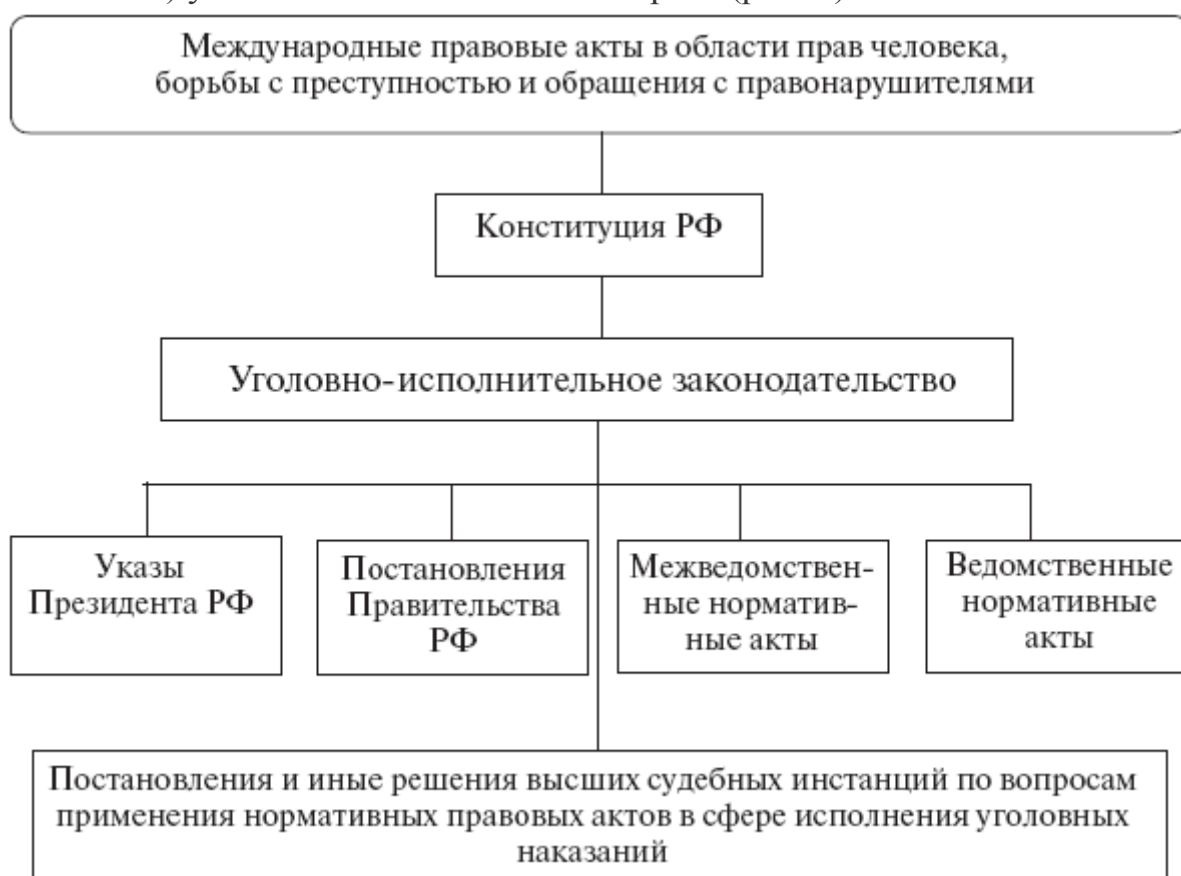 Международные правовые акты в области прав человека,
борьбы с преступностью и обращения с правонарушителями
Конституция РФ
Уголовно-исполнительное законодательство
Указы
Президента РФ
Постановления
Правительства
РФ
Межведомствен-
ные норматив-
ные акты
Ведомственные
нормативные
акты
Постановления и иные решения высших судебных инстанций по вопросам
применения нормативных правовых актов в сфере исполнения уголовных
наказаний